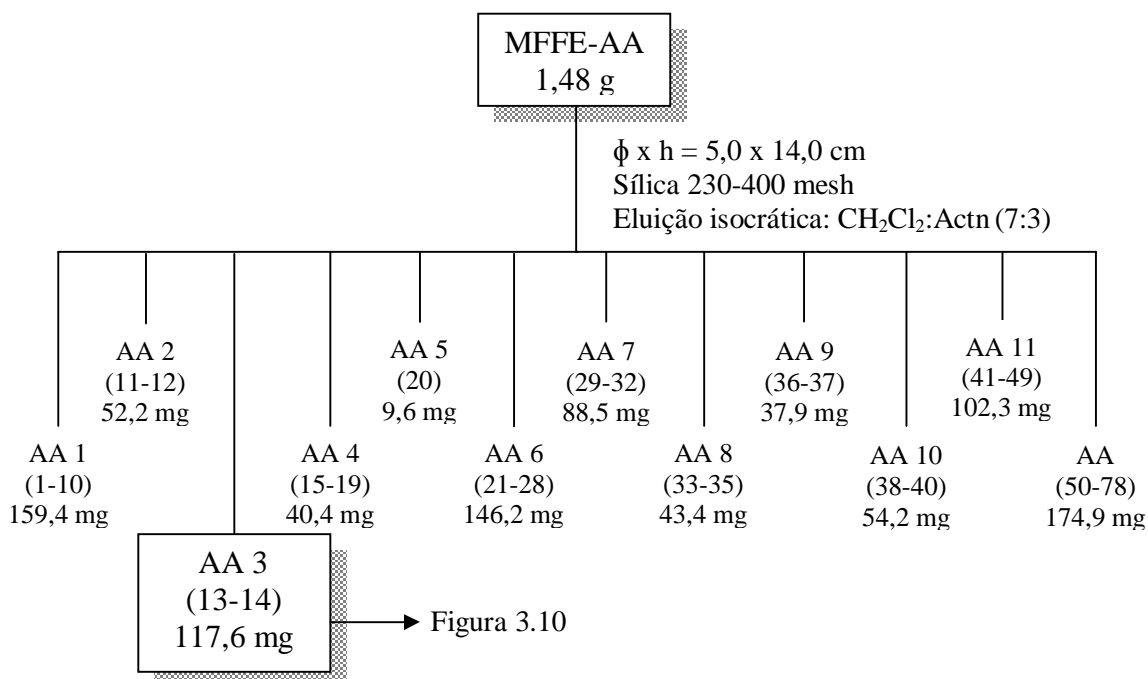 MFFE-AA
1,48 g
ϕ x h = 5,0 x 14,0 cm
Sílica 230-400 mesh
Eluição isocrática: CH₂Cl₂:Actn (7:3)
AA 1
(1-10)
159,4 mg
AA 2
(11-12)
52,2 mg
AA 3
(13-14)
117,6 mg
Figura 3.10
AA 4
(15-19)
40,4 mg
AA 5
(20)
9,6 mg
AA 6
(21-28)
146,2 mg
AA 7
(29-32)
88,5 mg
AA 8
(33-35)
43,4 mg
AA 9
(36-37)
37,9 mg
AA 10
(38-40)
54,2 mg
AA 11
(41-49)
102,3 mg
AA
(50-78)
174,9 mg